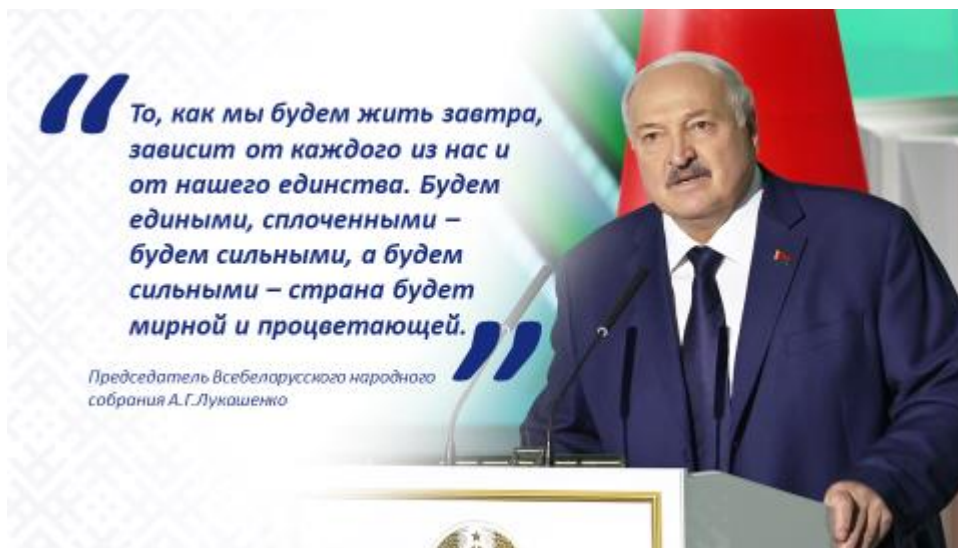 “
То, как мы будем жить завтра,
зависит от каждого из нас и
от нашего единства. Будем
едиными, сплоченными –
будем сильными, а будем
сильными – страна будет
мирной и процветающей.
”
Председатель Всебелорусского народного
собрания А.Г.Лукашенко